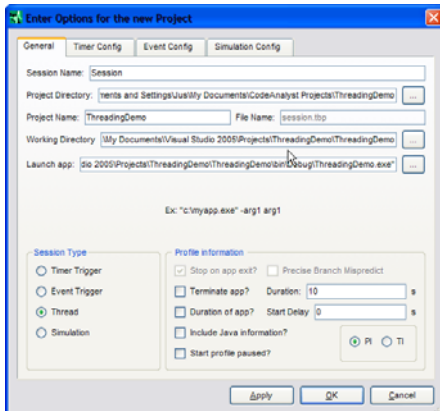 Enter Options for the new Project
General Timer Config Event Config Simulation Config
Session Name: Session
Project Directory: ments and Settings\Jus\My Documents\CodeAnalyst Projects\ThreadingDemo ...
Project Name: ThreadingDemo File Name: session.tbp
Working Directory \My Documents\Visual Studio 2005\Projects\ThreadingDemo\ThreadingDemo ...
Launch app: dio 2005\Projects\ThreadingDemo\ThreadingDemo\bin\Debug\ThreadingDemo.exe" ...
Ex: "c:\myapp.exe" -arg1 arg1
Session Type Profile information
Timer Trigger Stop on app exit? Precise Branch Mispredict
Event Trigger Terminate app? Duration: 10 s
Thread Duration of app? Start Delay 0 s
Simulation Include Java information? PI TI
Start profile paused?
Apply OK Cancel